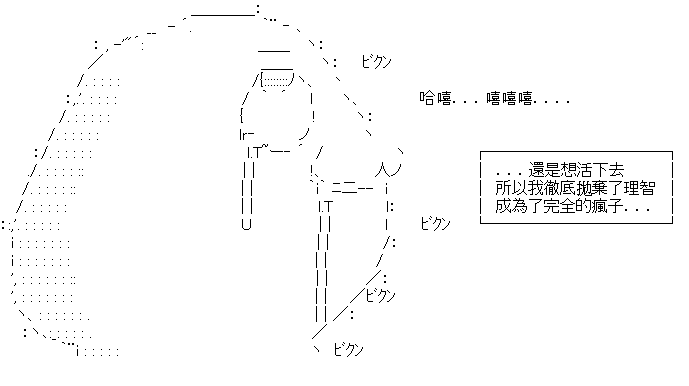 ビクン
哈嘻．．．嘻嘻嘻．．．．
．．．還是想活下去
所以我徹底拋棄了理智
成為了完全的瘋子．．．
ビクン
ビクン
ビクン